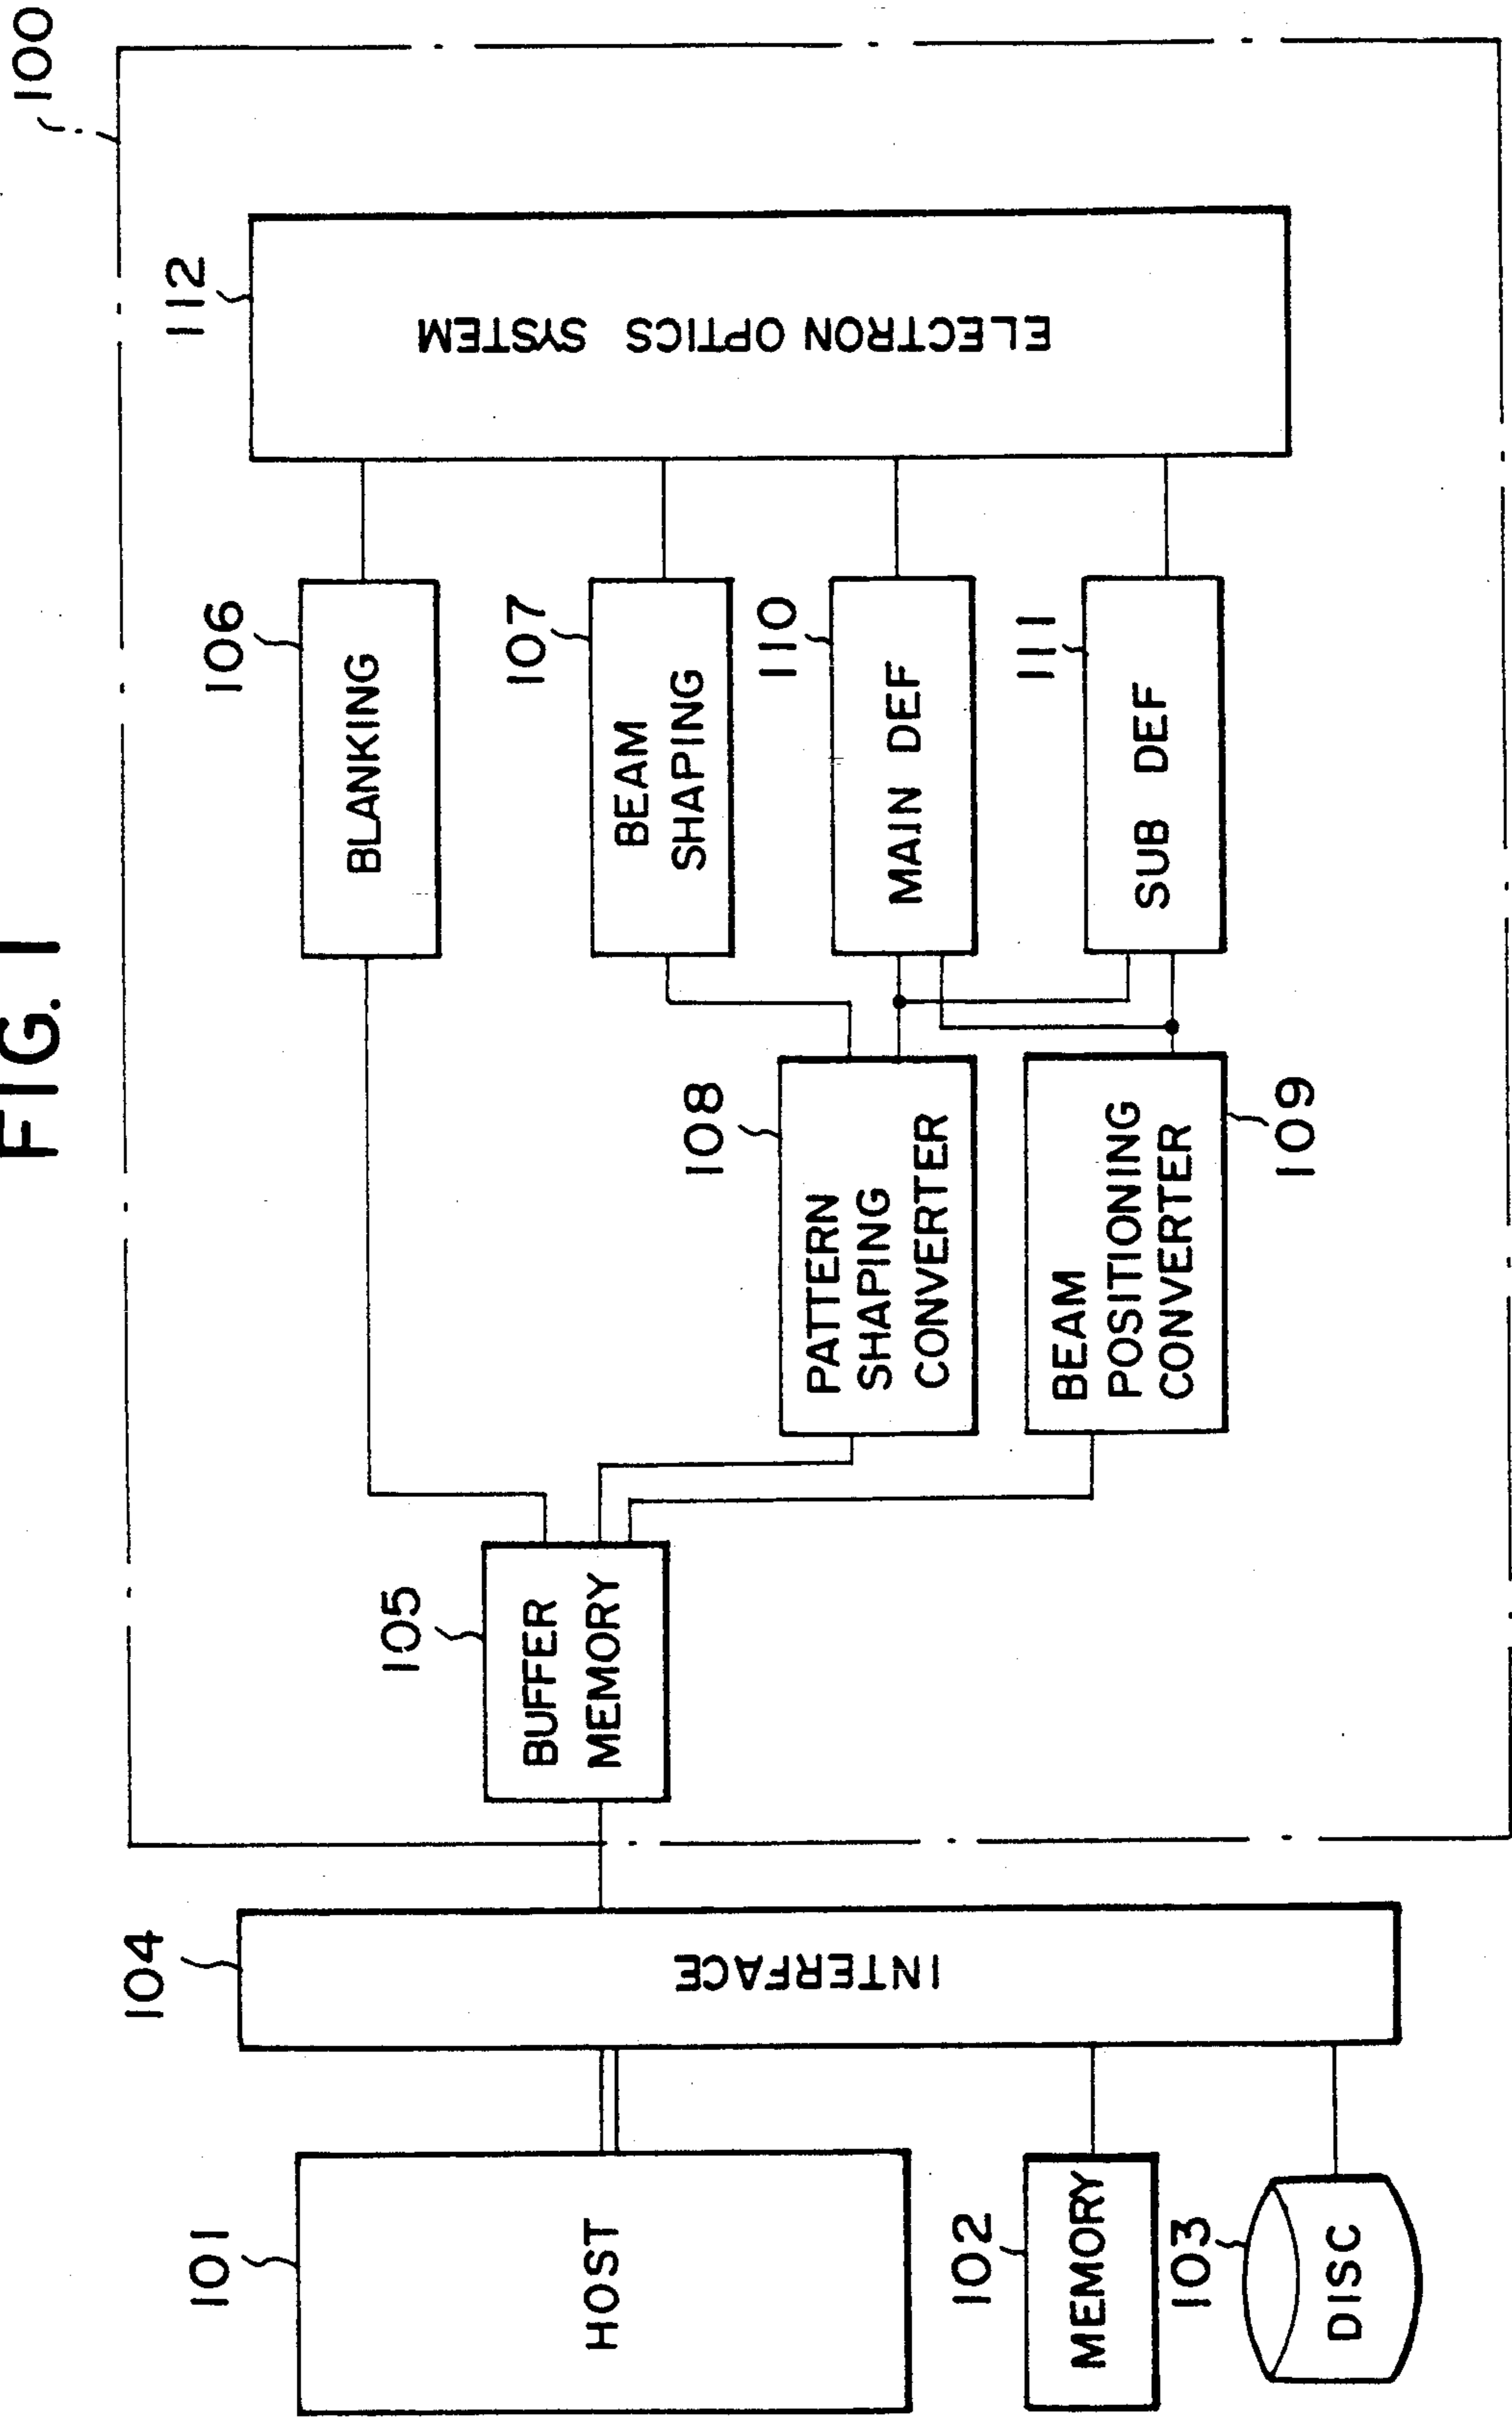 FIG. 1
100
101
HOST
102
MEMORY
103
DISC
104
INTERFACE
105
BUFFER
MEMORY
106
BLANKING
107
BEAM
SHAPING
108
PATTERN
SHAPING
CONVERTER
109
BEAM
POSITIONING
CONVERTER
110
MAIN DEF
111
SUB DEF
112
ELECTRON OPTICS SYSTEM